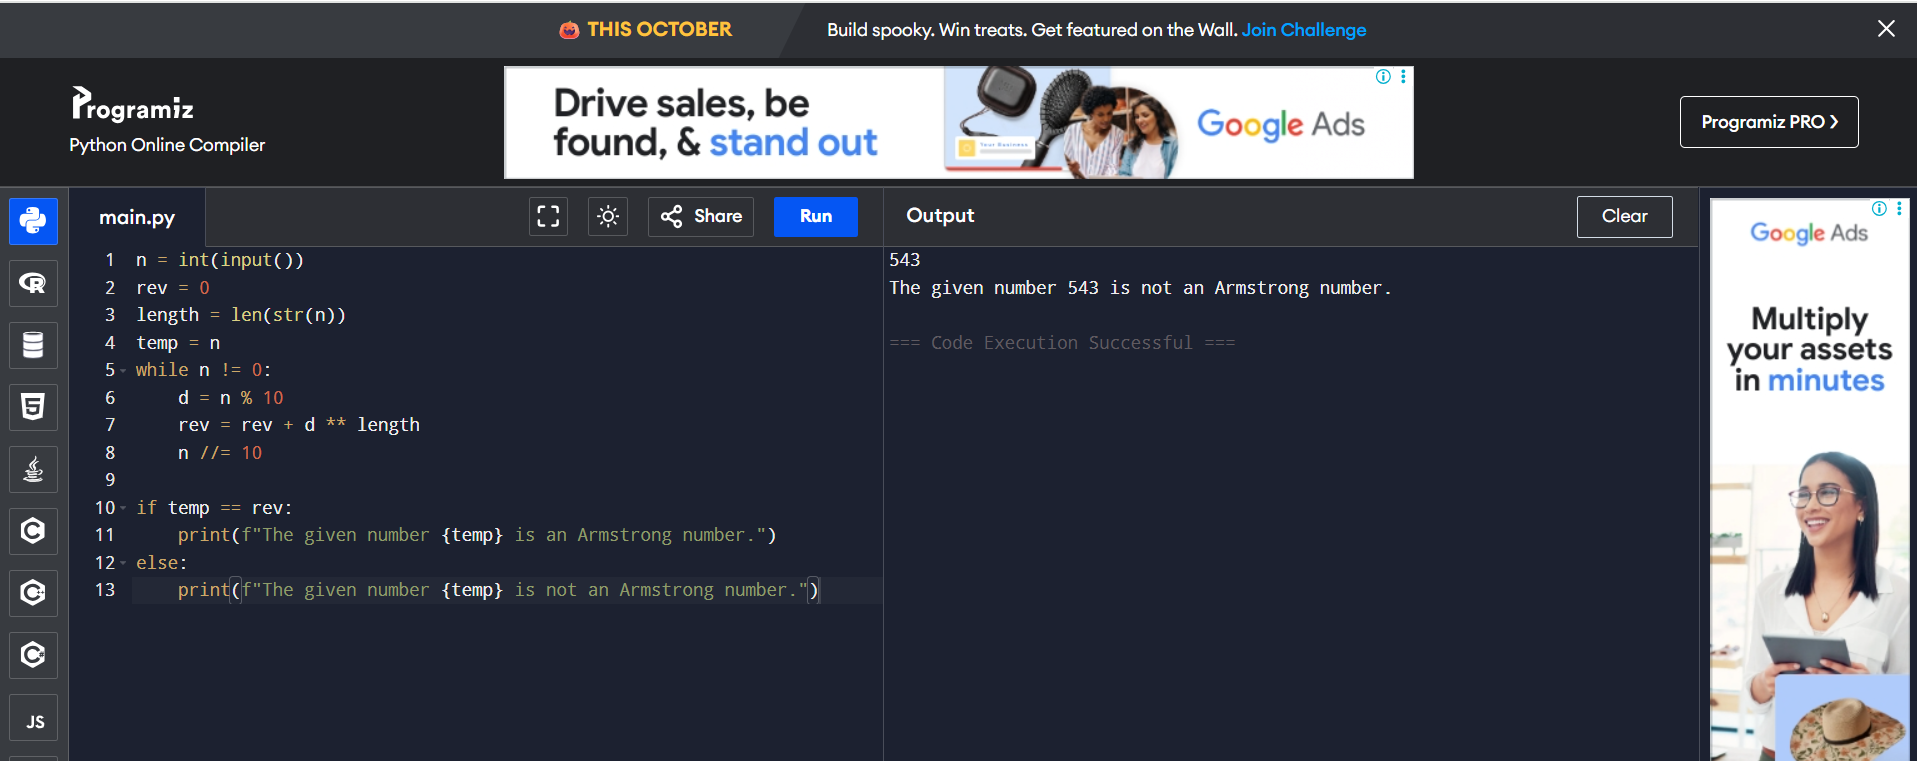 🎃 THIS OCTOBER
Build spooky. Win treats. Get featured on the Wall. Join Challenge
Programiz
Python Online Compiler
Drive sales, be
found, & stand out
Your Business
Google Ads
Programiz PRO
main.py
Share
Run
Output
Clear
1 n = int(input())
2 rev = 0
3 length = len(str(n))
4 temp = n
5 while n != 0:
6     d = n % 10
7     rev = rev + d ** length
8     n //= 10
9
10 if temp == rev:
11     print(f"The given number {temp} is an Armstrong number.")
12 else:
13     print(f"The given number {temp} is not an Armstrong number.")
543
The given number 543 is not an Armstrong number.
=== Code Execution Successful ===
JS
Google Ads
Multiply
your assets
in minutes